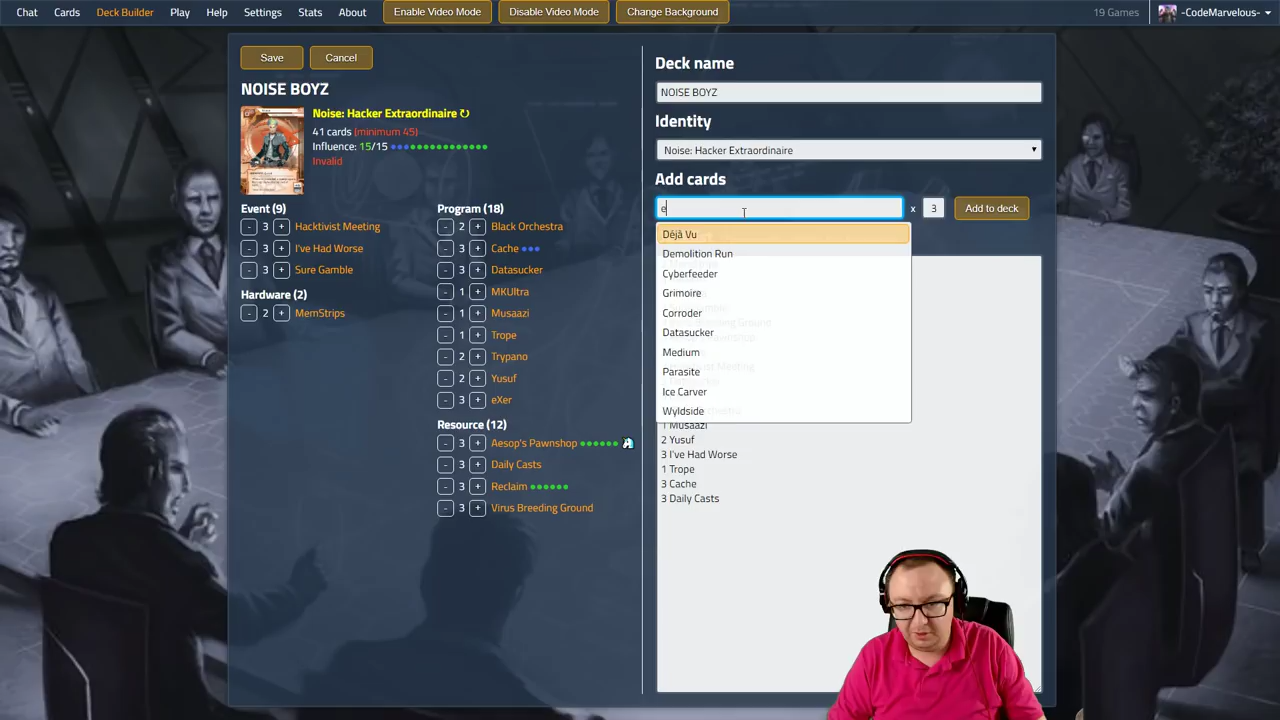 Chat Cards Deck Builder Play Help Settings Stats About Enable Video Mode Disable Video Mode Change Background 19 Games -CodeMarvelous-
Save Cancel
NOISE BOYZ
Noise: Hacker Extraordinaire
41 cards (minimum 45)
Influence: 15/15
Invalid
Event (9)
- 3 + Hacktivist Meeting
- 3 + I've Had Worse
- 3 + Sure Gamble
Hardware (2)
- 2 + MemStrips
Program (18)
- 2 + Black Orchestra
- 3 + Cache
- 3 + Datasucker
- 1 + MKUltra
- 1 + Musaazi
- 1 + Trope
- 2 + Trypano
- 2 + Yusuf
- 3 + eXer
Resource (12)
- 3 + Aesop's Pawnshop
- 3 + Daily Casts
- 3 + Reclaim
- 3 + Virus Breeding Ground
Deck name
NOISE BOYZ
Identity
Noise: Hacker Extraordinaire
Add cards
e x 3 Add to deck
Déjà Vu
Demolition Run
Cyberfeeder
Grimoire
Corroder
Datasucker
Medium
Parasite
Ice Carver
Wyldside
1 Musaazi
2 Yusuf
3 I've Had Worse
1 Trope
3 Cache
3 Daily Casts